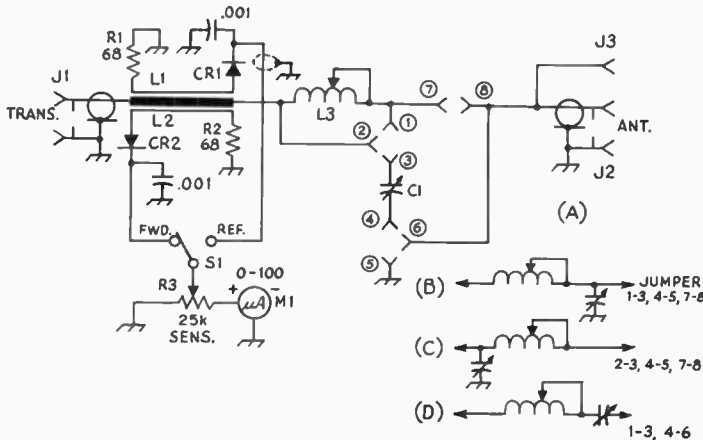 .001
R1
68
J1
TRANS.
L1
CR1
L2
CR2
R2
68
.001
FWD.
REF.
S1
R3
25k
SENS.
0-100
+
−
μA
M1
L3
7
8
1
2
3
C1
4
6
5
J3
ANT.
J2
(A)
(B)
JUMPER
1-3, 4-5, 7-8
(C)
2-3, 4-5, 7-8
(D)
1-3, 4-6